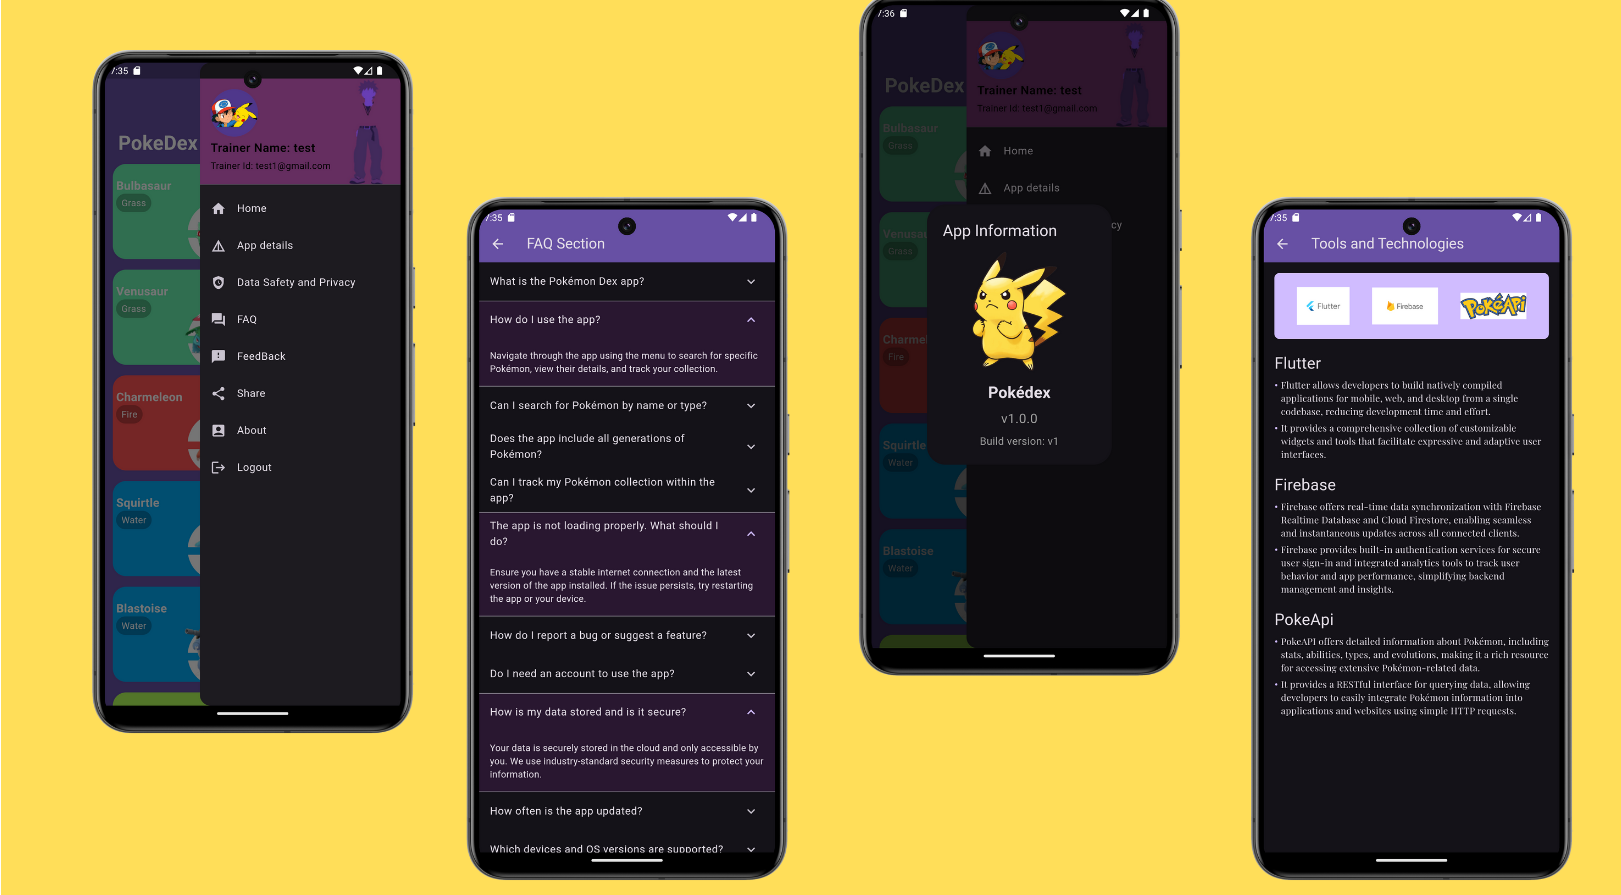 7:35
PokeDex
Trainer Name: test
Trainer Id: test1@gmail.com
Bulbasaur
Grass
Venusaur
Grass
Charmeleon
Fire
Squirtle
Water
Blastoise
Water
Home
App details
Data Safety and Privacy
FAQ
FeedBack
Share
About
Logout
7:35
FAQ Section
What is the Pokémon Dex app?
How do I use the app?
Navigate through the app using the menu to search for specific
Pokémon, view their details, and track your collection.
Can I search for Pokémon by name or type?
Does the app include all generations of
Pokémon?
Can I track my Pokémon collection within the
app?
The app is not loading properly. What should I
do?
Ensure you have a stable internet connection and the latest
version of the app installed. If the issue persists, try restarting
the app or your device.
How do I report a bug or suggest a feature?
Do I need an account to use the app?
How is my data stored and is it secure?
Your data is securely stored in the cloud and only accessible by
you. We use industry-standard security measures to protect your
information.
How often is the app updated?
Which devices and OS versions are supported?
7:36
PokeDex
Trainer Name: test
Trainer Id: test1@gmail.com
Bulbasaur
Grass
Venusau
Grass
Charme
Fire
Squirtle
Water
Blastoise
Water
Home
App details
cy
App Information
Pokédex
v1.0.0
Build version: v1
7:35
Tools and Technologies
Flutter
Firebase
PokéApi
Flutter
• Flutter allows developers to build natively compiled
applications for mobile, web, and desktop from a single
codebase, reducing development time and effort.
• It provides a comprehensive collection of customizable
widgets and tools that facilitate expressive and adaptive user
interfaces.
Firebase
• Firebase offers real-time data synchronization with Firebase
Realtime Database and Cloud Firestore, enabling seamless
and instantaneous updates across all connected clients.
• Firebase provides built-in authentication services for secure
user sign-in and integrated analytics tools to track user
behavior and app performance, simplifying backend
management and insights.
PokeApi
• PokeAPI offers detailed information about Pokémon, including
stats, abilities, types, and evolutions, making it a rich resource
for accessing extensive Pokémon-related data.
• It provides a RESTful interface for querying data, allowing
developers to easily integrate Pokémon information into
applications and websites using simple HTTP requests.